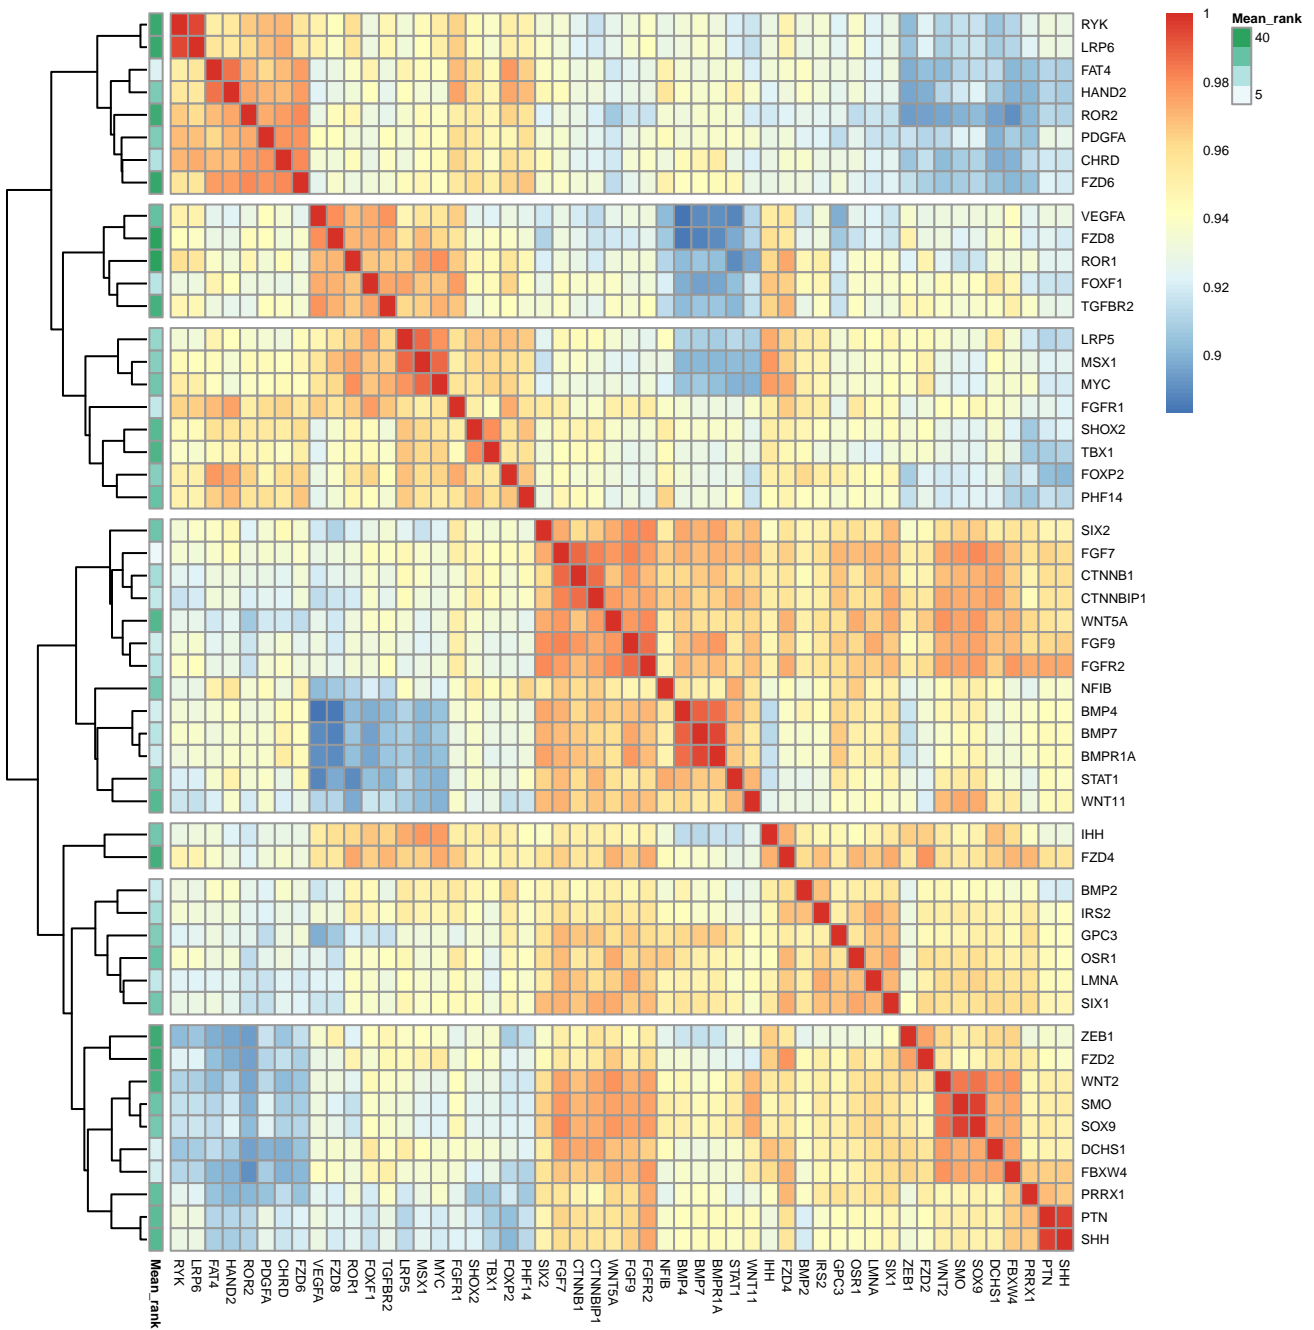 1
0.98
0.96
0.94
0.92
0.9
Mean_rank
40
5
RYK
LRP6
FAT4
HAND2
ROR2
PDGFA
CHRD
FZD6
VEGFA
FZD8
ROR1
FOXF1
TGFBR2
LRP5
MSX1
MYC
FGFR1
SHOX2
TBX1
FOXP2
PHF14
SIX2
FGF7
CTNNB1
CTNNBIP1
WNT5A
FGF9
FGFR2
NFIB
BMP4
BMP7
BMPR1A
STAT1
WNT11
IHH
FZD4
BMP2
IRS2
GPC3
OSR1
LMNA
SIX1
ZEB1
FZD2
WNT2
SMO
SOX9
DCHS1
FBXW4
PRRX1
PTN
SHH
Mean_rank
RYK
LRP6
FAT4
HAND2
ROR2
PDGFA
CHRD
FZD6
VEGFA
FZD8
ROR1
FOXF1
TGFBR2
LRP5
MSX1
MYC
FGFR1
SHOX2
TBX1
FOXP2
PHF14
SIX2
FGF7
CTNNB1
CTNNBIP1
WNT5A
FGF9
FGFR2
NFIB
BMP4
BMP7
BMPR1A
STAT1
WNT11
IHH
FZD4
BMP2
IRS2
GPC3
OSR1
LMNA
SIX1
ZEB1
FZD2
WNT2
SMO
SOX9
DCHS1
FBXW4
PRRX1
PTN
SHH